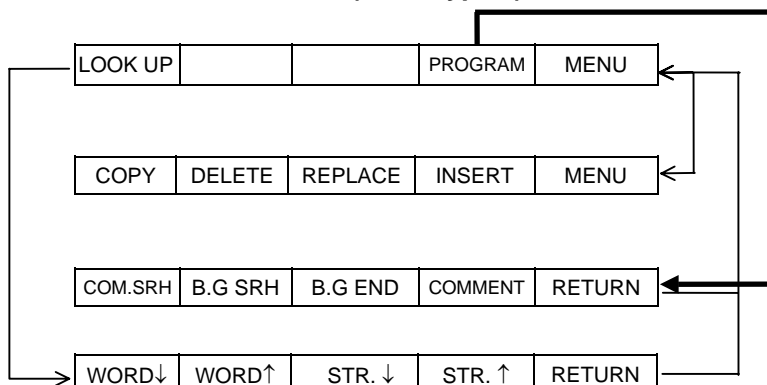 LOOK UP PROGRAM MENU
COPY DELETE REPLACE INSERT MENU
COM.SRH B.G SRH B.G END COMMENT RETURN
WORD↓ WORD↑ STR. ↓ STR. ↑ RETURN